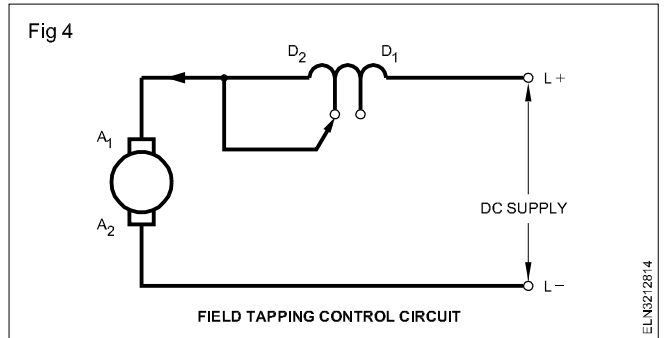 Fig 4
D2 D1
L+
A1
DC SUPPLY
A2
L–
FIELD TAPPING CONTROL CIRCUIT
ELN3212814